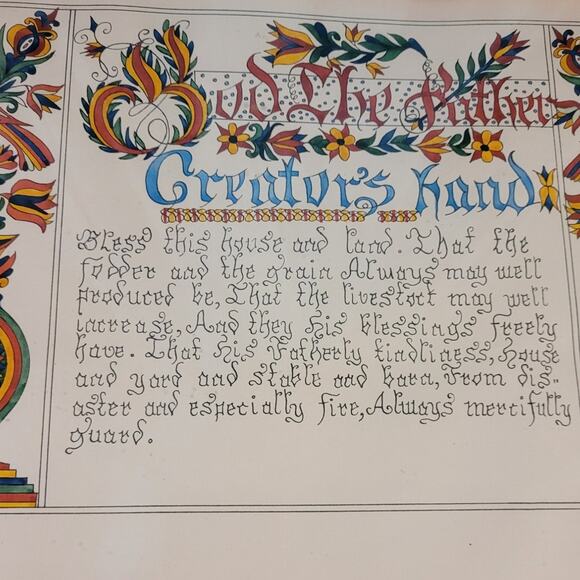 God The Father
Creator's hand
Bless this house and land. That the
fodder and the grain Always may well
produced be, That the livestock may well
increase, And they his blessings freely
have. That his Fatherly kindliness, house
and yard and stable and barn, From dis-
aster and especially fire, Always mercifully
guard.